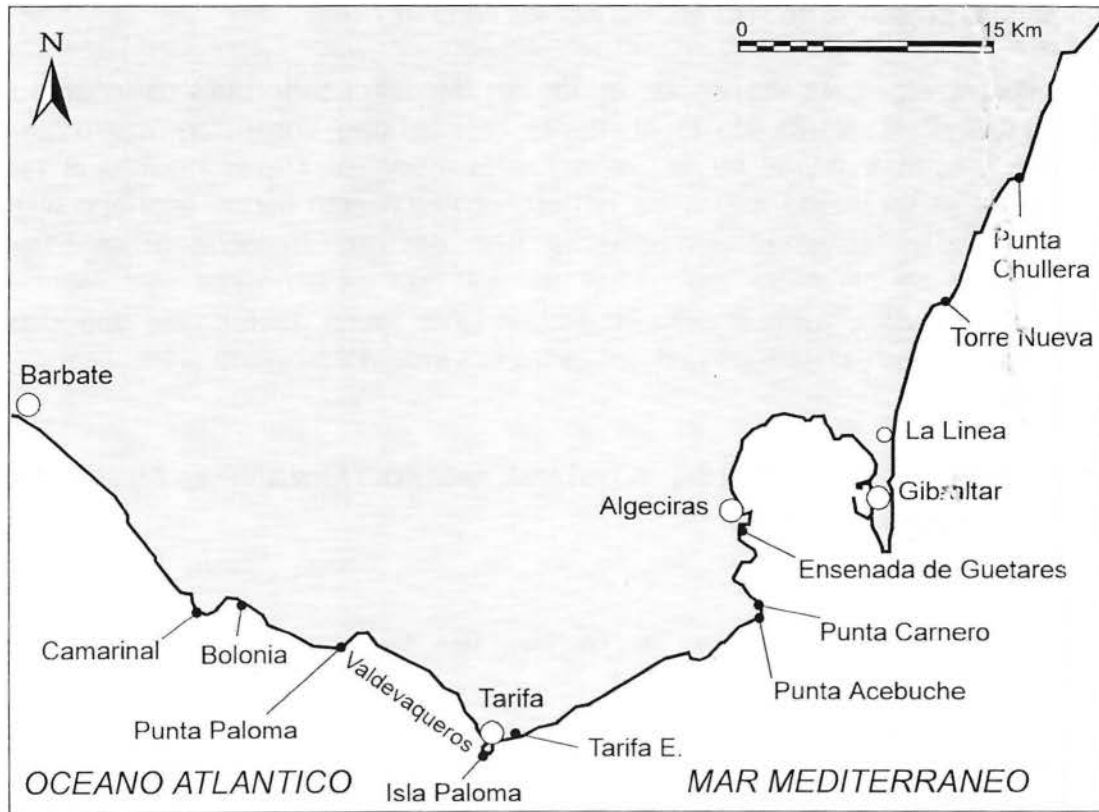 N
0 15 Km
Punta
Chullera
Torre Nueva
Barbate
La Linea
Gibraltar
Algeciras
Ensenada de Guetares
Punta Carnero
Camarinal
Bolonia
Punta Acebuche
Valdevaqueros
Tarifa
Punta Paloma
Tarifa E.
OCEANO ATLANTICO
MAR MEDITERRANEO
Isla Paloma